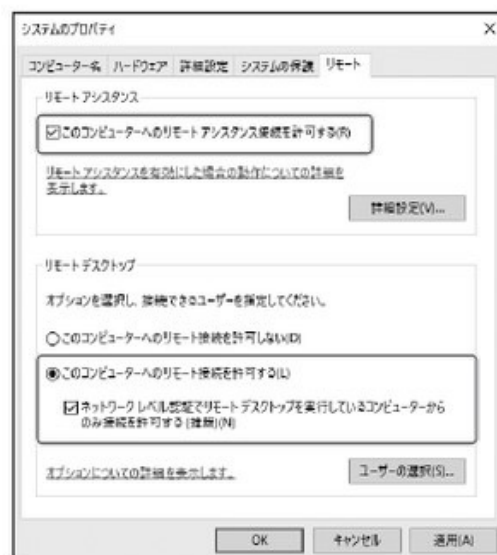 システムのプロパティ
×
コンピューター名 ハードウェア 詳細設定 システムの保護 リモート
リモート アシスタンス
このコンピューターへのリモート アシスタンス接続を許可する(R)
リモート アシスタンスを有効にした場合の動作についての詳細を
表示します。
詳細設定(V)...
リモート デスクトップ
オプションを選択し、接続できるユーザーを指定してください。
このコンピューターへのリモート接続を許可しない(D)
このコンピューターへのリモート接続を許可する(L)
ネットワーク レベル認証でリモート デスクトップを実行しているコンピューターから
のみ接続を許可する (推奨)(N)
オプションについての詳細を表示します。
ユーザーの選択(S)...
OK キャンセル 適用(A)